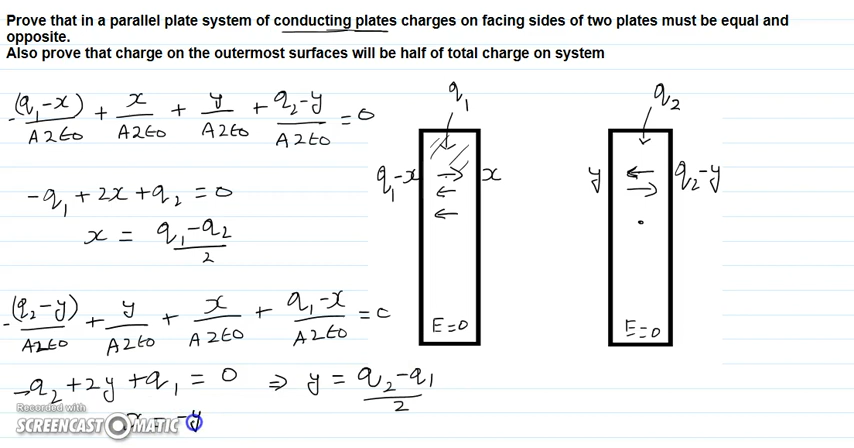 Prove that in a parallel plate system of conducting plates charges on facing sides of two plates must be equal and
opposite.
Also prove that charge on the outermost surfaces will be half of total charge on system
-(q₁-x)/A2ε0 + x/A2ε0 + y/A2ε0 + q₂-y/A2ε0 = 0
-q₁ + 2x + q₂ = 0
x = q₁-q₂/2
-(q₂-y)/A2ε0 + y/A2ε0 + x/A2ε0 + q₁-x/A2ε0 = 0
-q₂ + 2y + q₁ = 0 ⇒ y = q₂-q₁/2
x = -y
q₁
q₂
q₁-x
x
y
q₂-y
E=0
E=0
Recorded with
SCREENCAST MATIC